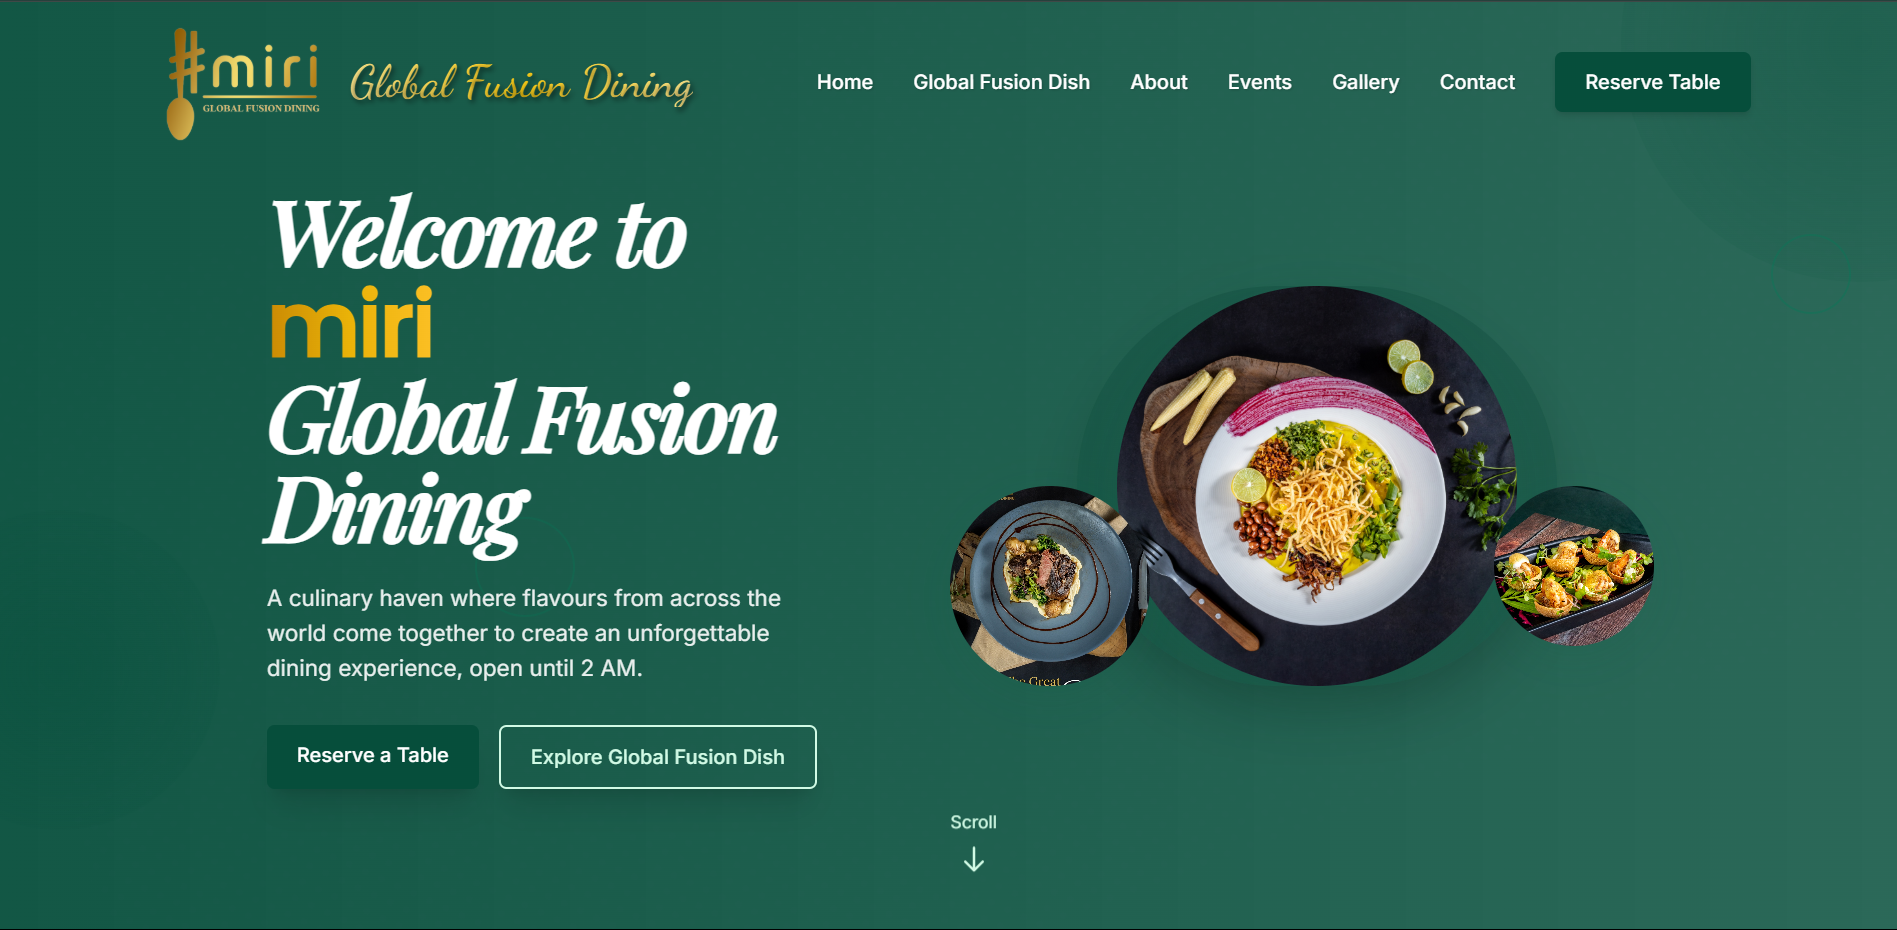 miri
GLOBAL FUSION DINING
Global Fusion Dining
Home
Global Fusion Dish
About
Events
Gallery
Contact
Reserve Table
Welcome to
miri
Global Fusion
Dining
A culinary haven where flavours from across the
world come together to create an unforgettable
dining experience, open until 2 AM.
Reserve a Table
Explore Global Fusion Dish
The Great
Scroll